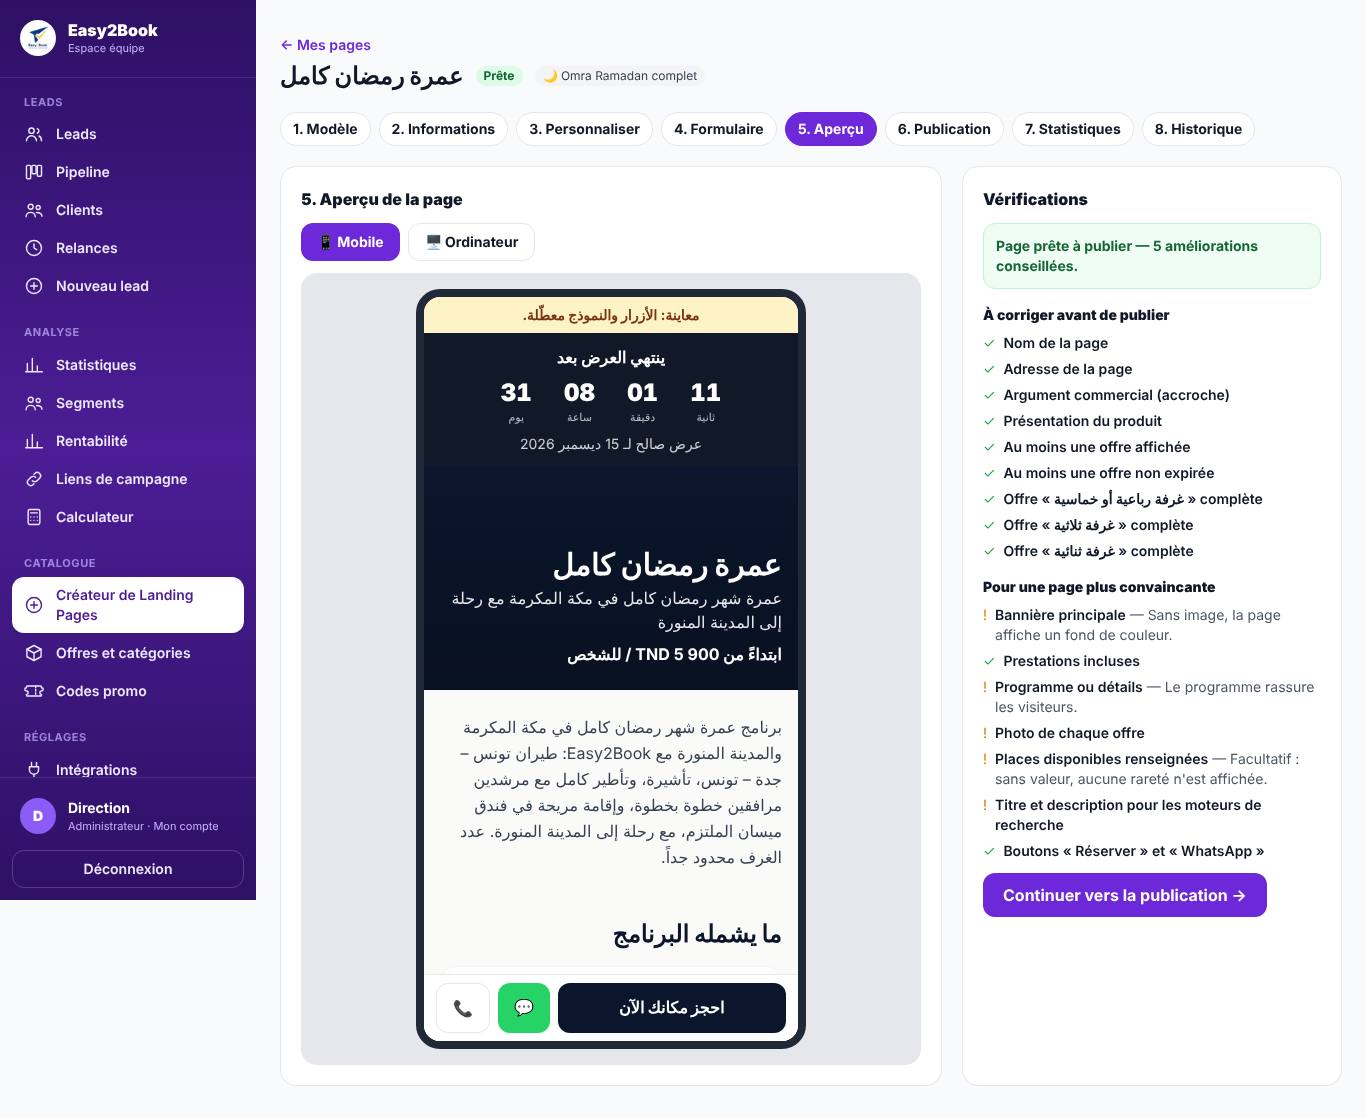 Easy2Book
Espace équipe
LEADS
Leads
Pipeline
Clients
Relances
Nouveau lead
ANALYSE
Statistiques
Segments
Rentabilité
Liens de campagne
Calculateur
CATALOGUE
Créateur de Landing
Pages
Offres et catégories
Codes promo
RÉGLAGES
Intégrations
D
Direction
Administrateur · Mon compte
Déconnexion
← Mes pages
عمرة رمضان كامل
Prête
🌙 Omra Ramadan complet
1. Modèle
2. Informations
3. Personnaliser
4. Formulaire
5. Aperçu
6. Publication
7. Statistiques
8. Historique
5. Aperçu de la page
📱 Mobile
🖥️ Ordinateur
معاينة: الأزرار والنموذج معطّلة.
ينتهي العرض بعد
31 08 01 11
يوم ساعة دقيقة ثانية
عرض صالح لـ 15 ديسمبر 2026
عمرة رمضان كامل
عمرة شهر رمضان كامل في مكة المكرمة مع رحلة
إلى المدينة المنورة
ابتداءً من 900 5 TND / للشخص
برنامج عمرة شهر رمضان كامل في مكة المكرمة
والمدينة المنورة مع Easy2Book: طيران تونس –
جدة – تونس، تأشيرة، وتأطير كامل مع مرشدين
مرافقين خطوة بخطوة، وإقامة مريحة في فندق
ميسان الملتزم، مع رحلة إلى المدينة المنورة. عدد
الغرف محدود جداً.
ما يشمله البرنامج
احجز مكانك الآن
Vérifications
Page prête à publier — 5 améliorations
conseillées.
À corriger avant de publier
✓ Nom de la page
✓ Adresse de la page
✓ Argument commercial (accroche)
✓ Présentation du produit
✓ Au moins une offre affichée
✓ Au moins une offre non expirée
✓ Offre « غرفة رباعية أو خماسية » complète
✓ Offre « غرفة ثلاثية » complète
✓ Offre « غرفة ثنائية » complète
Pour une page plus convaincante
! Bannière principale — Sans image, la page
affiche un fond de couleur.
✓ Prestations incluses
! Programme ou détails — Le programme rassure
les visiteurs.
! Photo de chaque offre
! Places disponibles renseignées — Facultatif :
sans valeur, aucune rareté n'est affichée.
! Titre et description pour les moteurs de
recherche
✓ Boutons « Réserver » et « WhatsApp »
Continuer vers la publication →